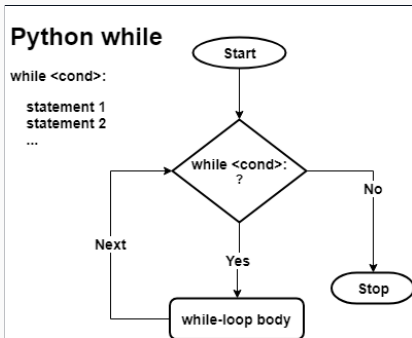 Python while
while <cond>:
statement 1
statement 2
...
Start
while <cond>:
?
No
Next
Yes
Stop
while-loop body